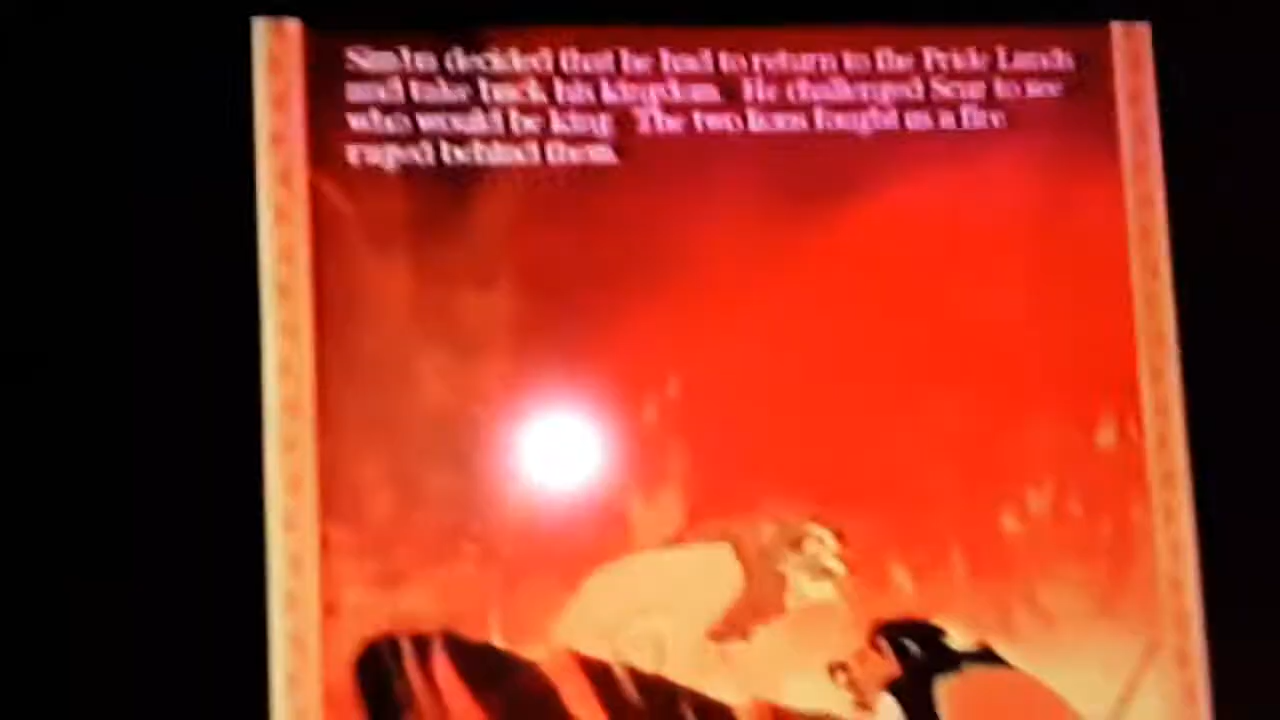 Simba decided that he had to return to the Pride Lands
and take back his kingdom. He challenged Scar to see
who would be king. The two lions fought as a fire
raged behind them.